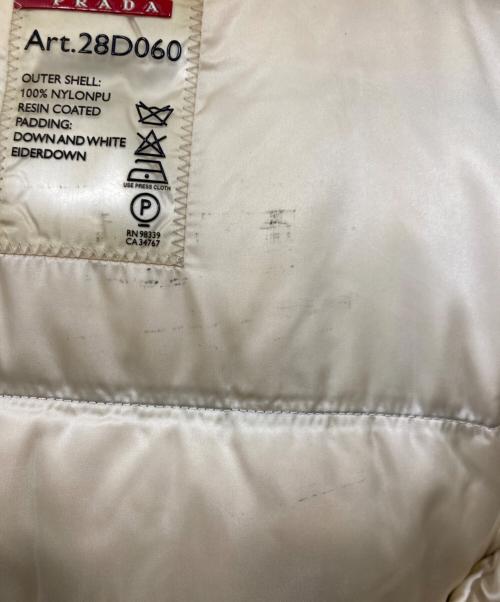 PRADA
Art.28D060
OUTER SHELL:
100% NYLONPU
RESIN COATED
PADDING:
DOWN AND WHITE
EIDERDOWN
USE PRESS CLOTH
P
RN 98339
CA 34767